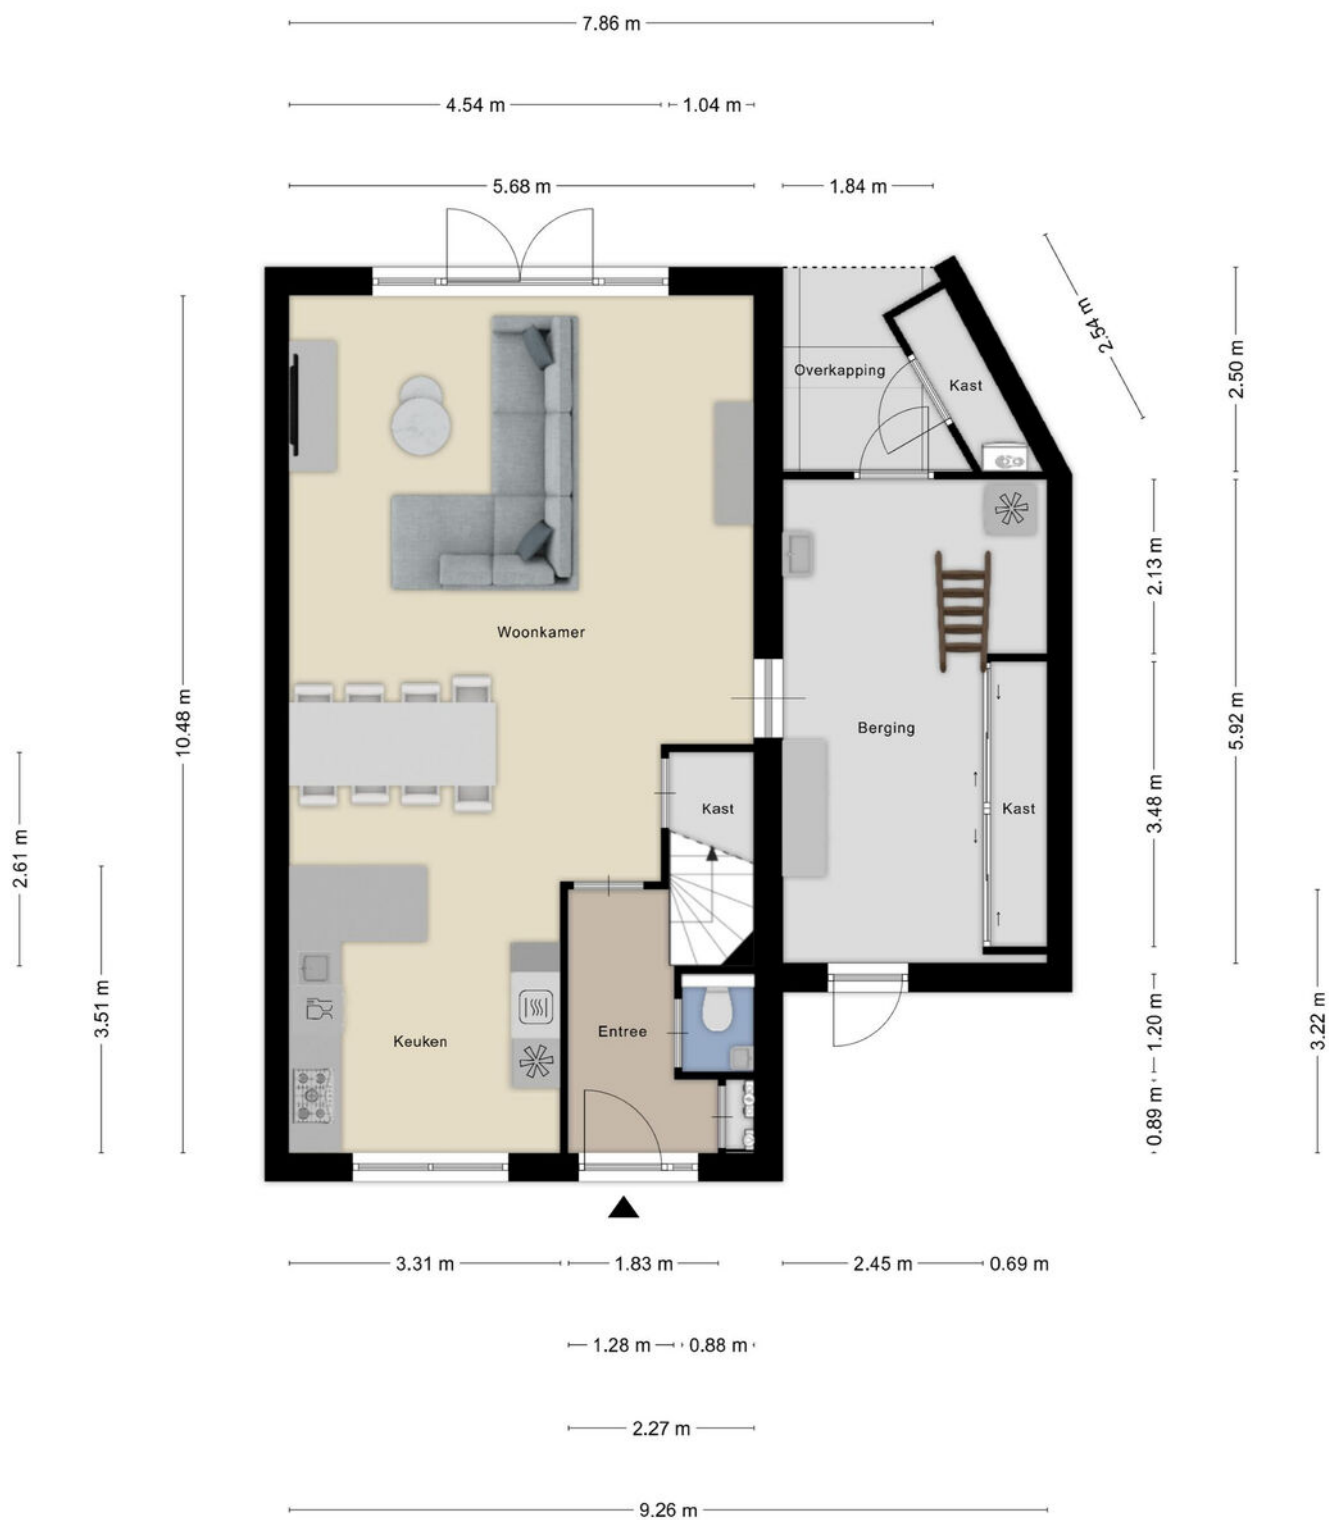 7.86 m
4.54 m
1.04 m
5.68 m
1.84 m
2.54 m
2.50 m
Overkapping
Kast
2.13 m
Woonkamer
10.48 m
5.92 m
Berging
Kast
Kast
3.48 m
2.61 m
3.51 m
Keuken
Entree
1.20 m
3.22 m
0.89 m
3.31 m
1.83 m
2.45 m
0.69 m
1.28 m
0.88 m
2.27 m
9.26 m